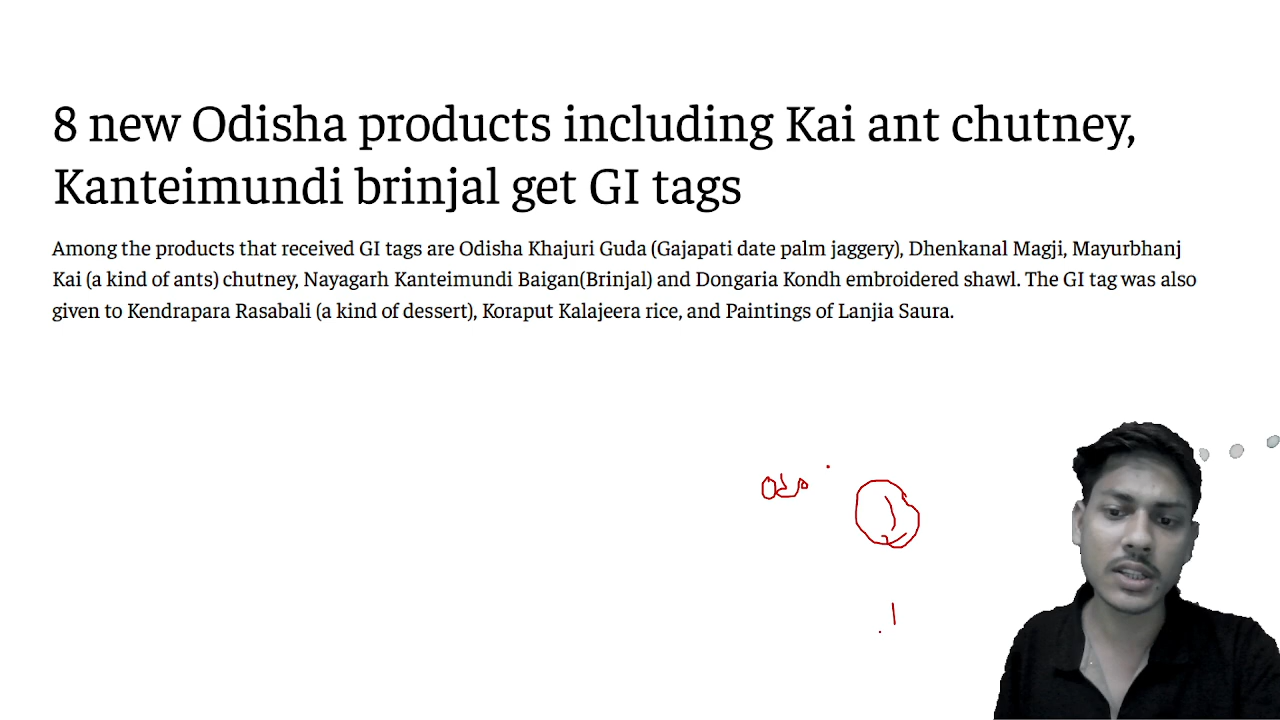 8 new Odisha products including Kai ant chutney,
Kanteimundi brinjal get GI tags
Among the products that received GI tags are Odisha Khajuri Guda (Gajapati date palm jaggery), Dhenkanal Magji, Mayurbhanj
Kai (a kind of ants) chutney, Nayagarh Kanteimundi Baigan(Brinjal) and Dongaria Kondh embroidered shawl. The GI tag was also
given to Kendrapara Rasabali (a kind of dessert), Koraput Kalajeera rice, and Paintings of Lanjia Saura.